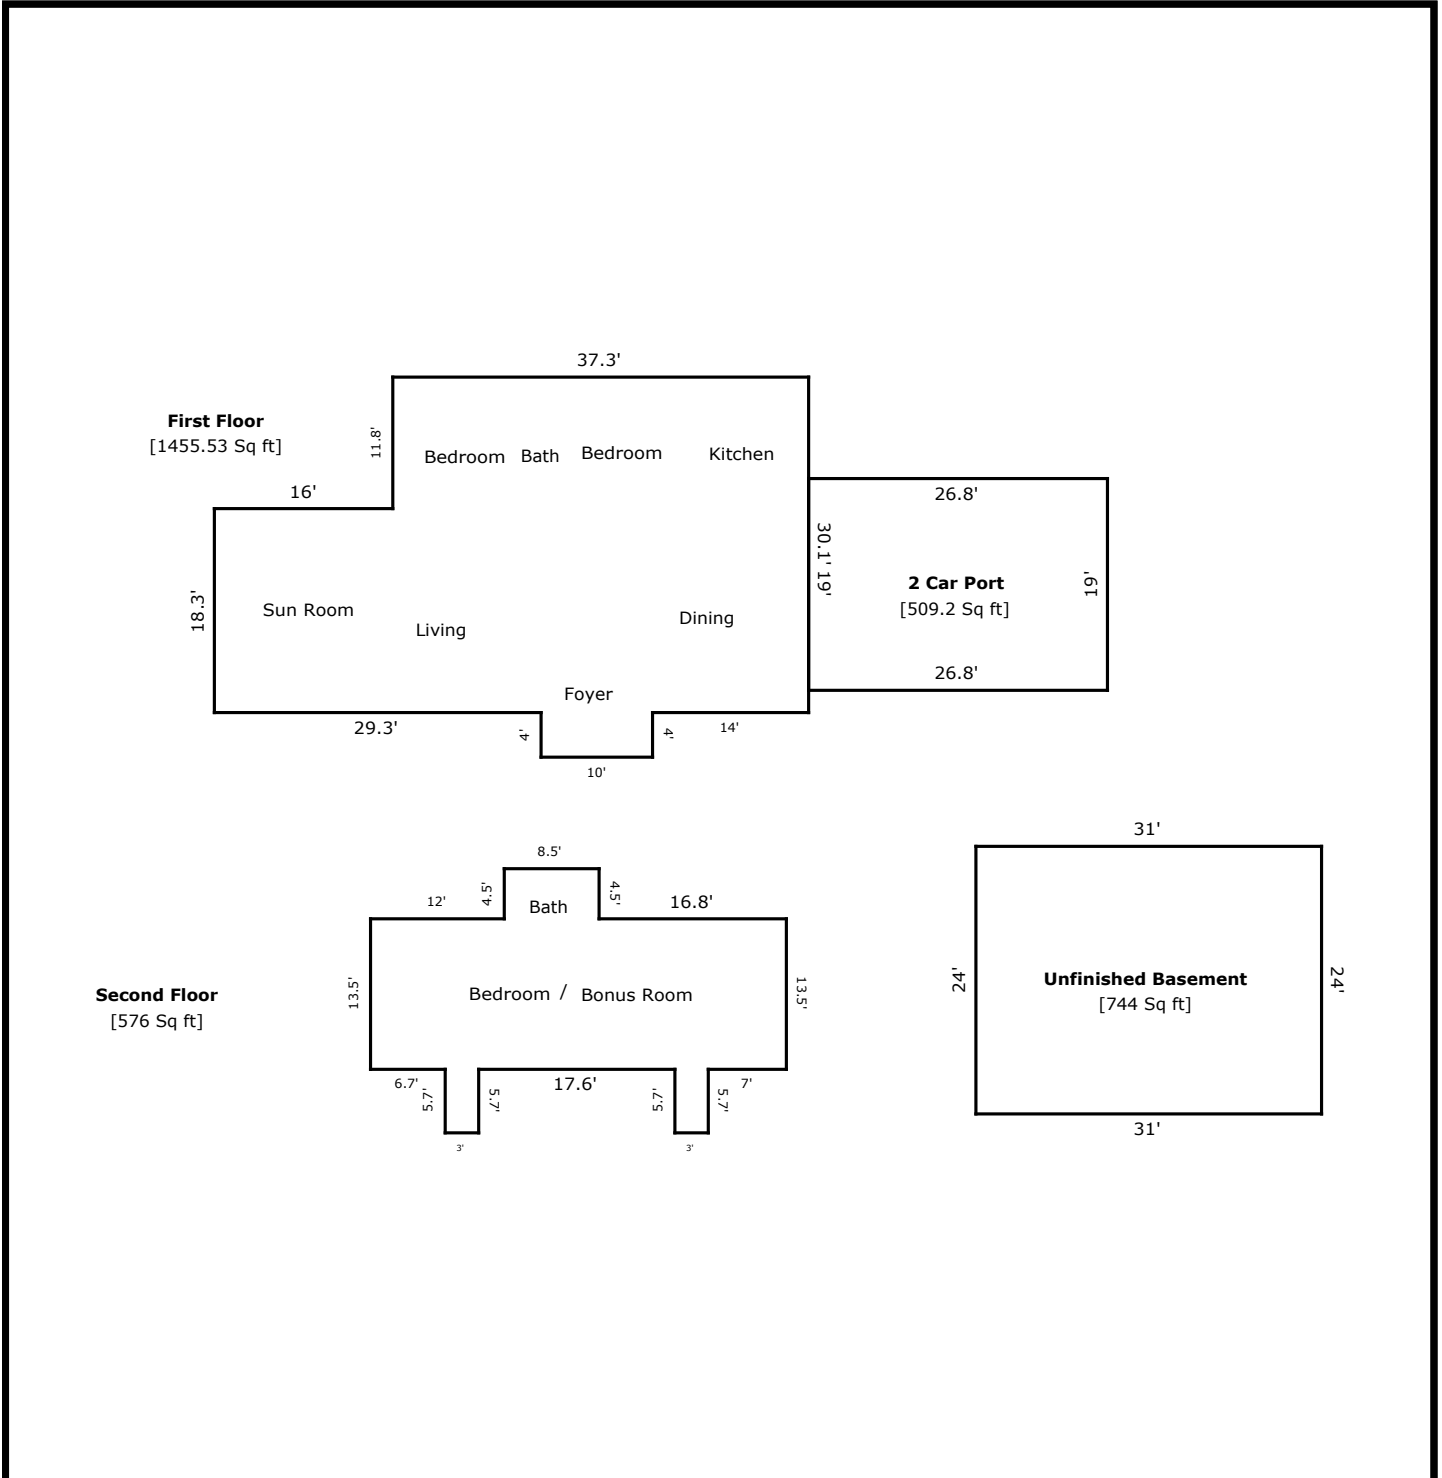 37.3'
First Floor
[1455.53 Sq ft]
11.8'
Bedroom Bath Bedroom Kitchen
16'
26.8'
30.1' 19'
2 Car Port
[509.2 Sq ft]
19'
18.3'
Sun Room
Living
Dining
26.8'
Foyer
29.3'
4'
4'
14'
10'
31'
8.5'
12'
4.5'
4.5'
16.8'
Bath
24'
Unfinished Basement
[744 Sq ft]
24'
Second Floor
[576 Sq ft]
13.5'
Bedroom / Bonus Room
13.5'
6.7'
5.7'
5.7'
17.6'
5.7'
5.7'
7'
31'
3'
3'